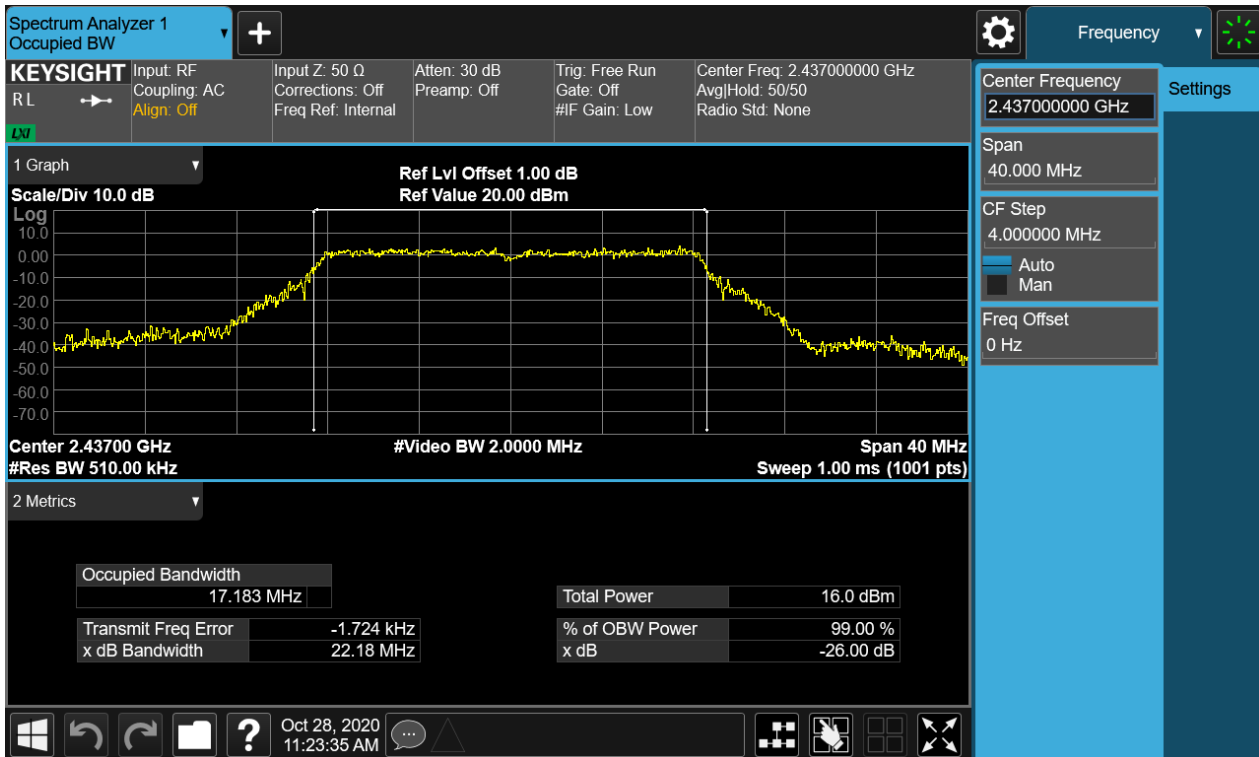 Spectrum Analyzer 1
Occupied BW
+
Frequency
KEYSIGHT
R L
LXI
Input: RF
Coupling: AC
Align: Off
Input Z: 50 Ω
Corrections: Off
Freq Ref: Internal
Atten: 30 dB
Preamp: Off
Trig: Free Run
Gate: Off
#IF Gain: Low
Center Freq: 2.437000000 GHz
Avg|Hold: 50/50
Radio Std: None
Center Frequency
2.437000000 GHz
Settings
Span
40.000 MHz
CF Step
4.000000 MHz
Auto
Man
Freq Offset
0 Hz
1 Graph
Scale/Div 10.0 dB
Ref Lvl Offset 1.00 dB
Ref Value 20.00 dBm
Log
10.0
0.00
-10.0
-20.0
-30.0
-40.0
-50.0
-60.0
-70.0
Center 2.43700 GHz
#Video BW 2.0000 MHz
Span 40 MHz
#Res BW 510.00 kHz
Sweep 1.00 ms (1001 pts)
2 Metrics
Occupied Bandwidth
17.183 MHz
Total Power 16.0 dBm
Transmit Freq Error -1.724 kHz
% of OBW Power 99.00 %
x dB Bandwidth 22.18 MHz
x dB -26.00 dB
?
Oct 28, 2020
11:23:35 AM